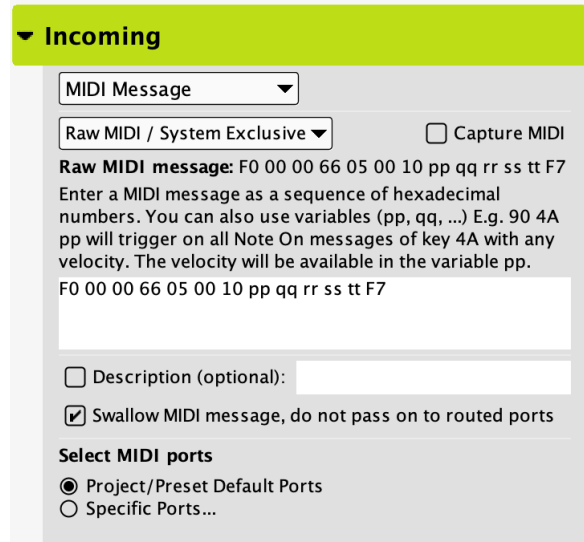 Incoming
MIDI Message
Raw MIDI / System Exclusive
Capture MIDI
Raw MIDI message: F0 00 00 66 05 00 10 pp qq rr ss tt F7
Enter a MIDI message as a sequence of hexadecimal
numbers. You can also use variables (pp, qq, ...) E.g. 90 4A
pp will trigger on all Note On messages of key 4A with any
velocity. The velocity will be available in the variable pp.
F0 00 00 66 05 00 10 pp qq rr ss tt F7
Description (optional):
Swallow MIDI message, do not pass on to routed ports
Select MIDI ports
Project/Preset Default Ports
Specific Ports...